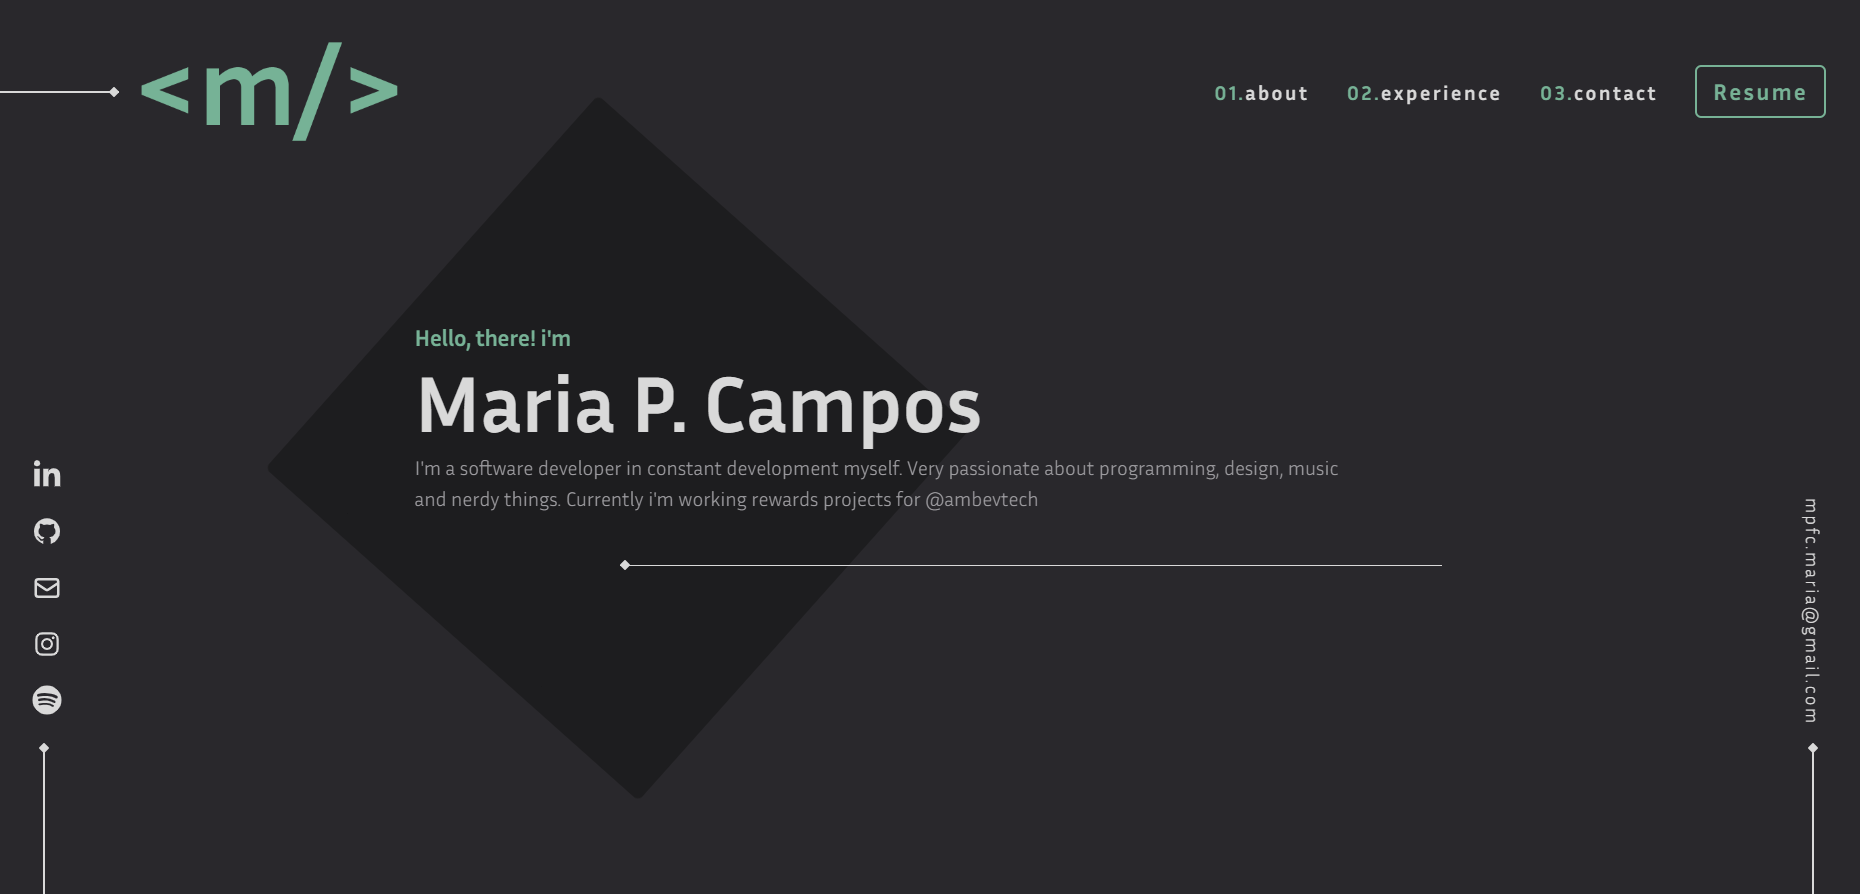 <m/>
01.about 02.experience 03.contact Resume
Hello, there! i'm
Maria P. Campos
I'm a software developer in constant development myself. Very passionate about programming, design, music
and nerdy things. Currently i'm working rewards projects for @ambevtech
in
mpfc.maria@gmail.com